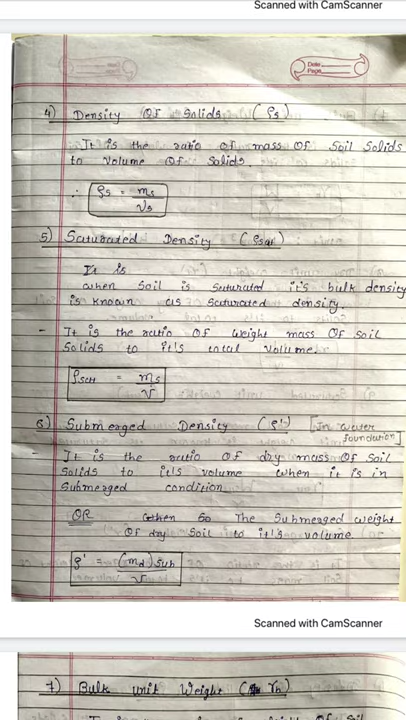 Scanned with CamScanner
Date
Page
4) Density Of Solids (ρs)
It is the ratio of mass Of Soil Solids
to Volume Of Solids.
∴ ρs = ms
Vs
5) Saturated Density (ρsat)
It is
when Soil is Saturated it's bulk density
is known as Saturated density.
- It is the ratio Of weight mass Of Soil
Solids to it's total Volume.
ρsat = ms
V
6) Submerged Density (ρ') [In water
foundation]
- It is the ratio Of dry mass Of Soil
Solids to it's volume when it is in
Submerged condition
OR The Submerged weight
Of dry Soil to it's volume.
ρ' = (md)sub
V
Scanned with CamScanner
7) Bulk unit Weight